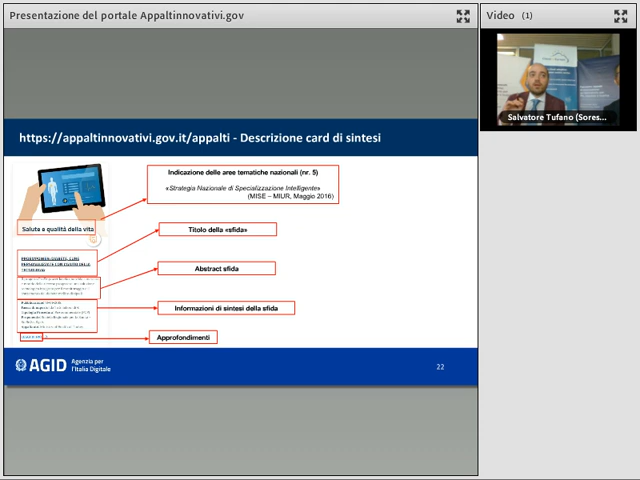 Presentazione del portale Appaltinnovativi.gov
Video (1)
Salvatore Tufano (Sores...
https://appaltinnovativi.gov.it/appalti - Descrizione card di sintesi
Indicazione delle aree tematiche nazionali (nr. 5)
«Strategia Nazionale di Specializzazione Intelligente»
(MISE – MIUR, Maggio 2016)
Salute e qualità della vita
Titolo della «sfida»
Abstract sfida
Informazioni di sintesi della sfida
Approfondimenti
AGID
Agenzia per
l'Italia Digitale
22